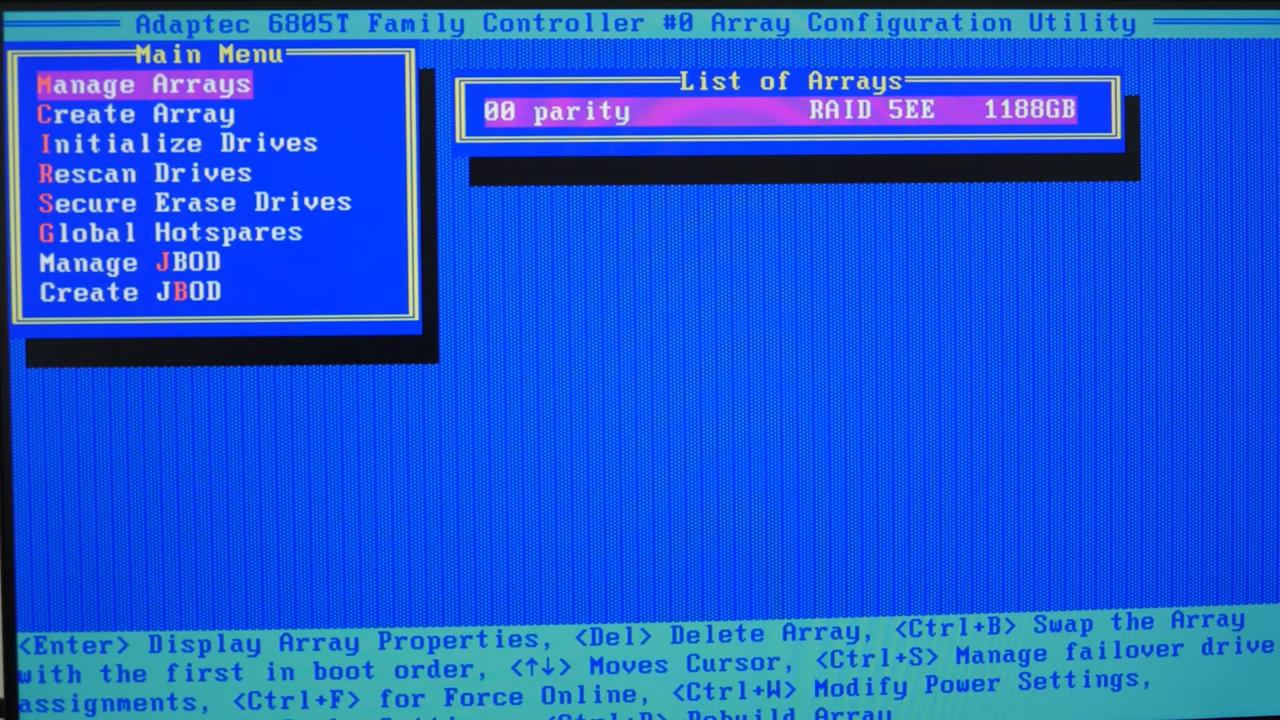 Adaptec 6805T Family Controller #0 Array Configuration Utility
Main Menu
Manage Arrays
Create Array
Initialize Drives
Rescan Drives
Secure Erase Drives
Global Hotspares
Manage JBOD
Create JBOD
List of Arrays
00 parity RAID 5EE 1188GB
<Enter> Display Array Properties, <Del> Delete Array, <Ctrl+B> Swap the Array
with the first in boot order, <↑↓> Moves Cursor, <Ctrl+S> Manage failover drive
assignments, <Ctrl+F> for Force Online, <Ctrl+W> Modify Power Settings,
Rebuild Array